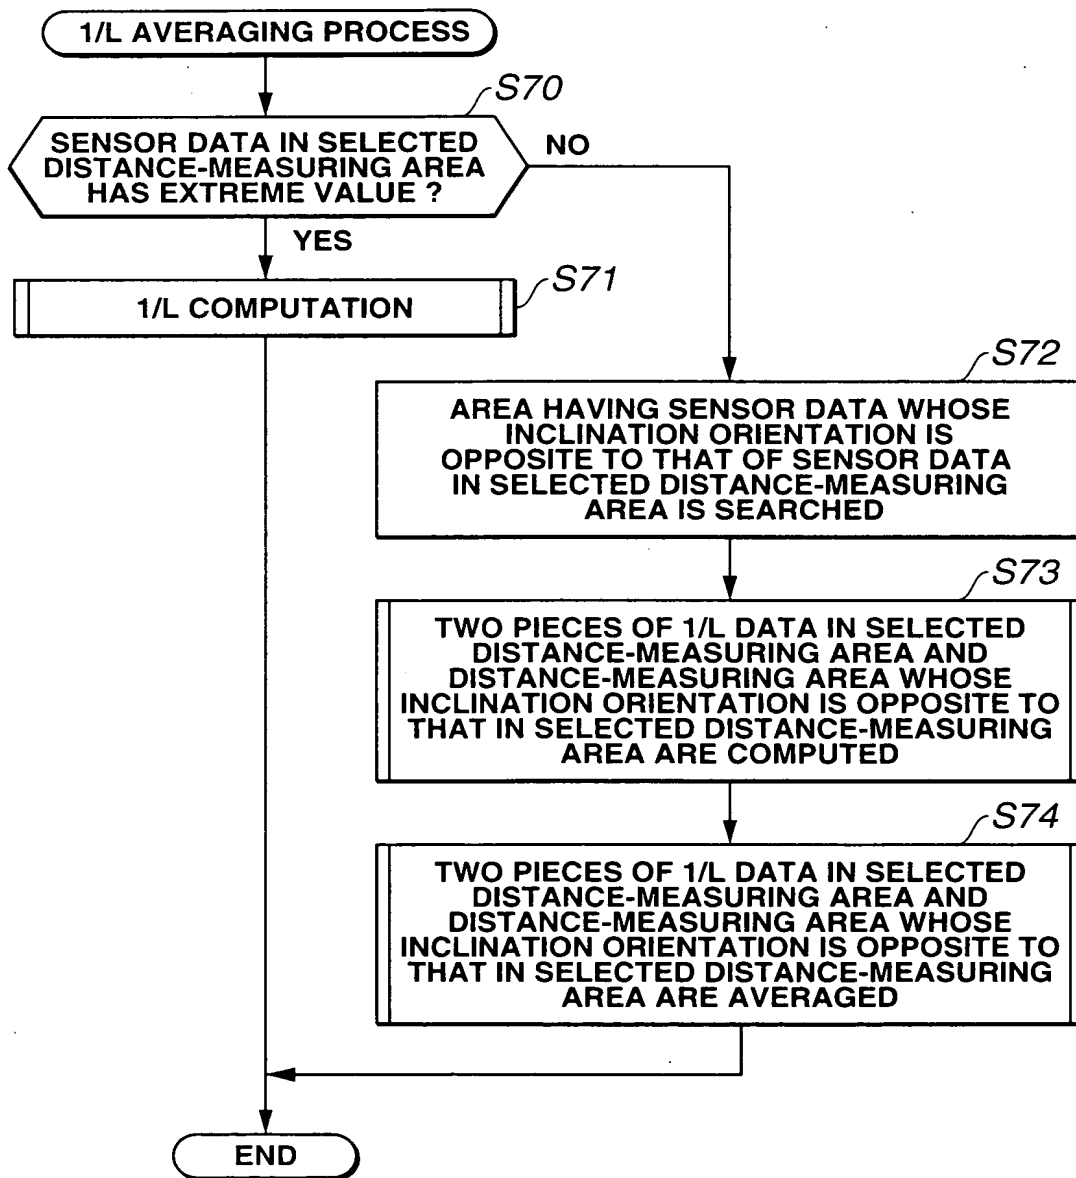 1/L AVERAGING PROCESS
S70
SENSOR DATA IN SELECTED
DISTANCE-MEASURING AREA
HAS EXTREME VALUE ?
NO
YES
S71
1/L COMPUTATION
S72
AREA HAVING SENSOR DATA WHOSE
INCLINATION ORIENTATION IS
OPPOSITE TO THAT OF SENSOR DATA
IN SELECTED DISTANCE-MEASURING
AREA IS SEARCHED
S73
TWO PIECES OF 1/L DATA IN SELECTED
DISTANCE-MEASURING AREA AND
DISTANCE-MEASURING AREA WHOSE
INCLINATION ORIENTATION IS OPPOSITE TO
THAT IN SELECTED DISTANCE-MEASURING
AREA ARE COMPUTED
S74
TWO PIECES OF 1/L DATA IN SELECTED
DISTANCE-MEASURING AREA AND
DISTANCE-MEASURING AREA WHOSE
INCLINATION ORIENTATION IS OPPOSITE TO
THAT IN SELECTED DISTANCE-MEASURING
AREA ARE AVERAGED
END